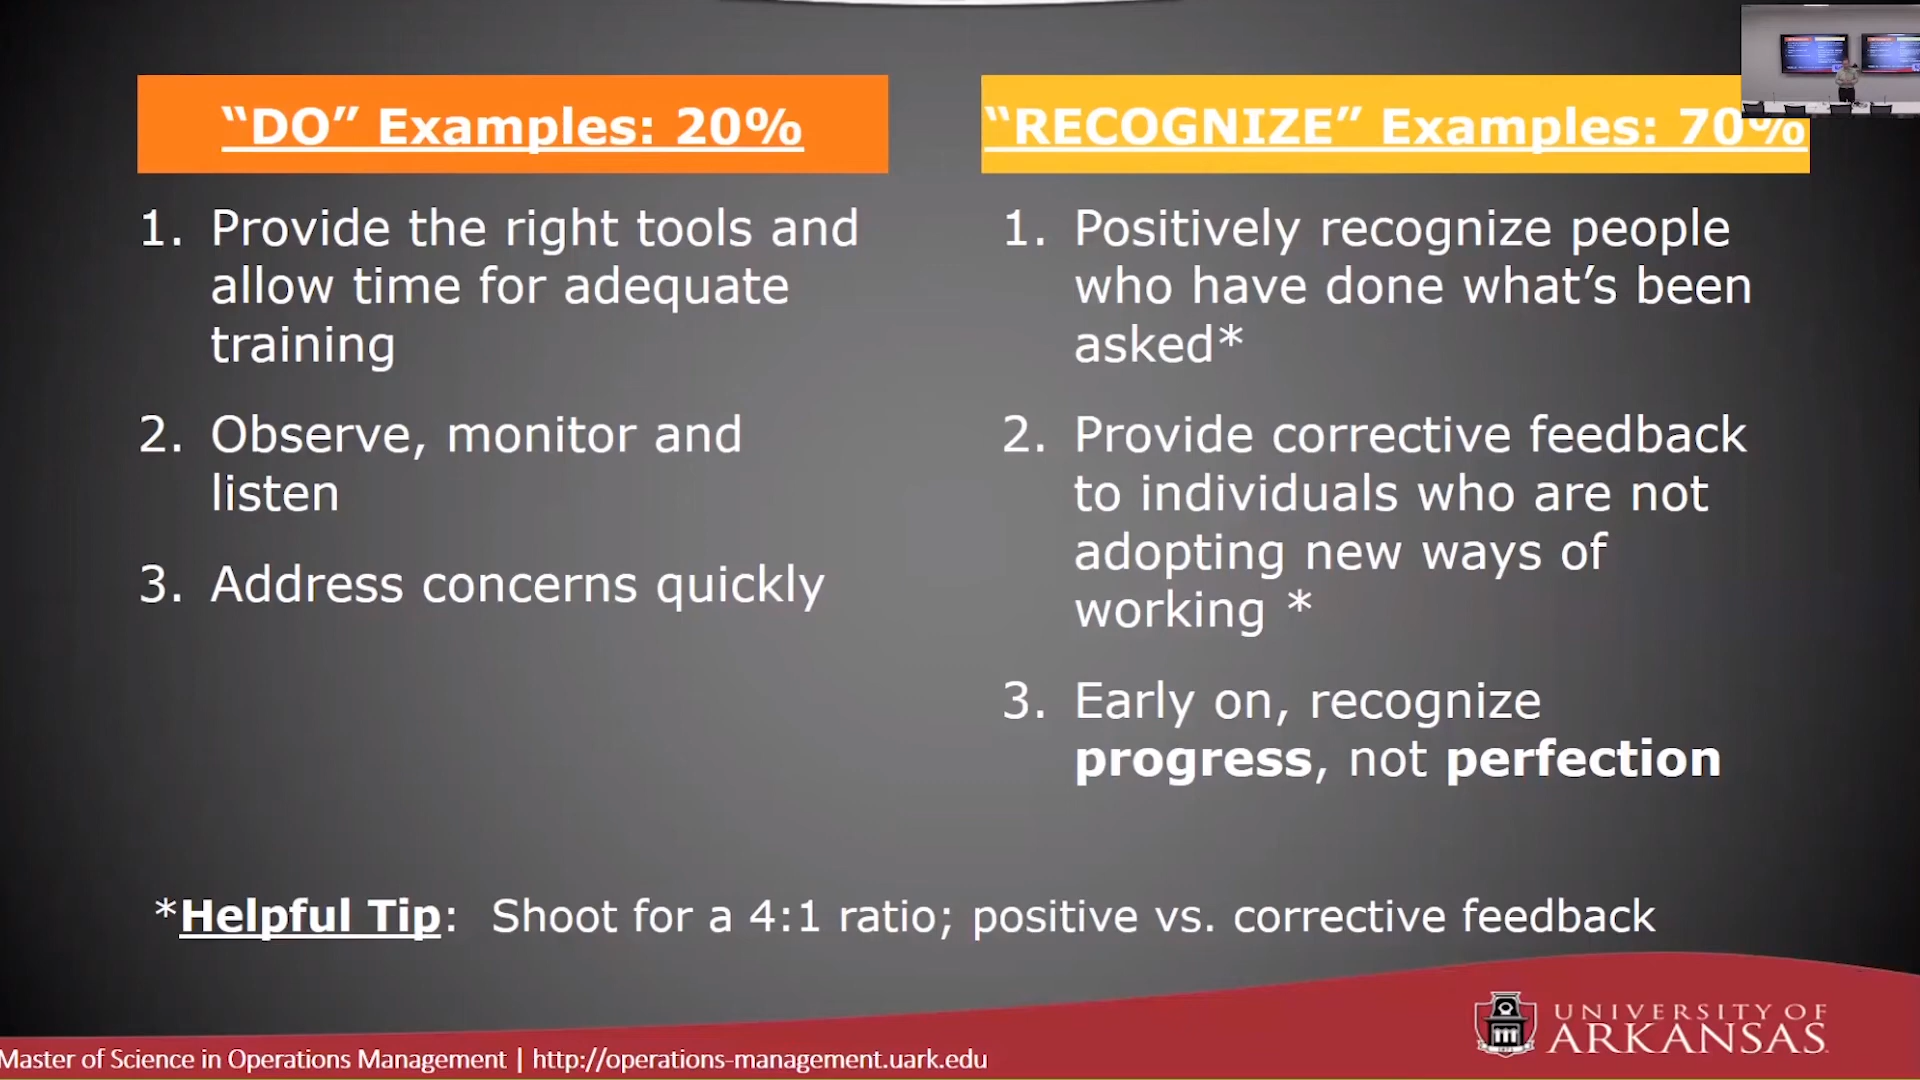 “DO” Examples: 20%
1. Provide the right tools and
allow time for adequate
training
2. Observe, monitor and
listen
3. Address concerns quickly
“RECOGNIZE” Examples: 70%
1. Positively recognize people
who have done what’s been
asked*
2. Provide corrective feedback
to individuals who are not
adopting new ways of
working *
3. Early on, recognize
progress, not perfection
*Helpful Tip: Shoot for a 4:1 ratio; positive vs. corrective feedback
UNIVERSITY OF
ARKANSAS
Master of Science in Operations Management | http://operations-management.uark.edu